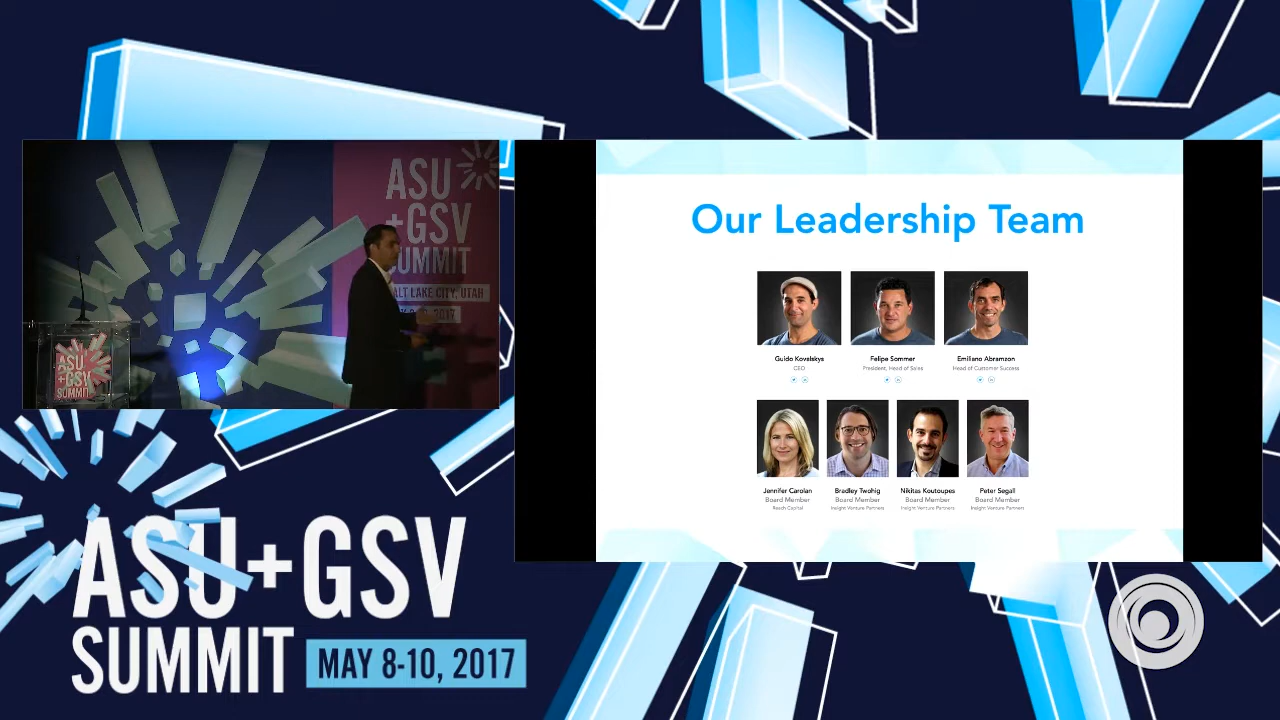 ASU
+GSV
SUMMIT
SALT LAKE CITY, UTAH
2017
ASU
+GSV
SUMMIT
Our Leadership Team
Guido Kovalskys
CEO
Felipe Sommer
President, Head of Sales
Emiliano Abramzon
Head of Customer Success
Jennifer Carolan
Board Member
Reach Capital
Bradley Twohig
Board Member
Insight Venture Partners
Nikitas Koutoupes
Board Member
Insight Venture Partners
Peter Segall
Board Member
Insight Venture Partners
ASU+GSV
SUMMIT
MAY 8-10, 2017